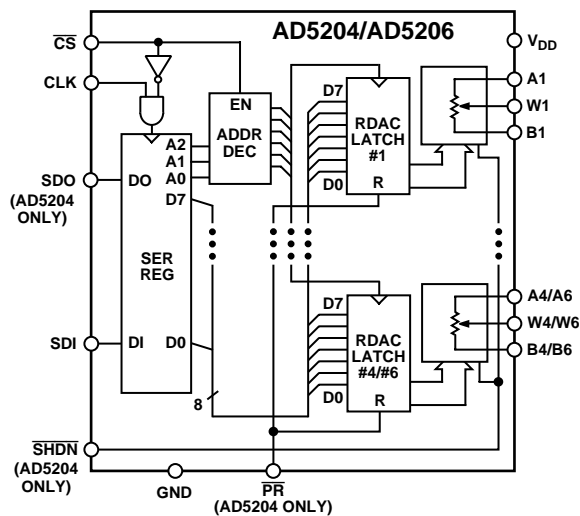 AD5204/AD5206
CS
CLK
SDO
(AD5204
ONLY)
SDI
SHDN
(AD5204
ONLY)
GND
PR
(AD5204 ONLY)
EN
ADDR
DEC
A2
A1
A0
D7
DO
SER
REG
DI
D0
8
D7
RDAC
LATCH
#1
D0
R
D7
RDAC
LATCH
#4/#6
D0
R
VDD
A1
W1
B1
A4/A6
W4/W6
B4/B6